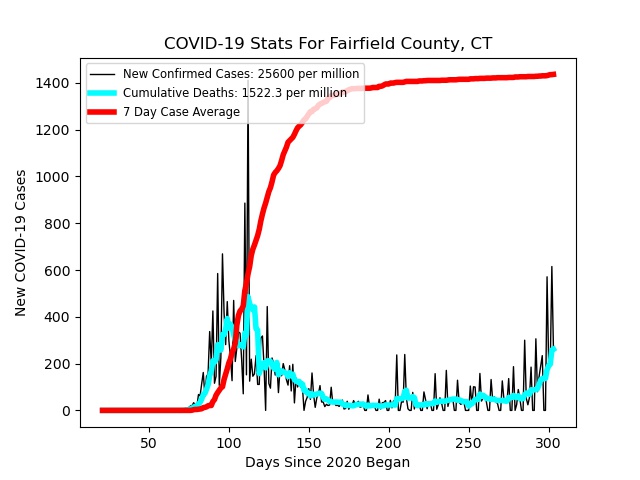 COVID-19 Stats For Fairfield County, CT
New Confirmed Cases: 25600 per million
Cumulative Deaths: 1522.3 per million
7 Day Case Average
1400
1200
1000
800
600
400
200
0
New COVID-19 Cases
50 100 150 200 250 300
Days Since 2020 Began